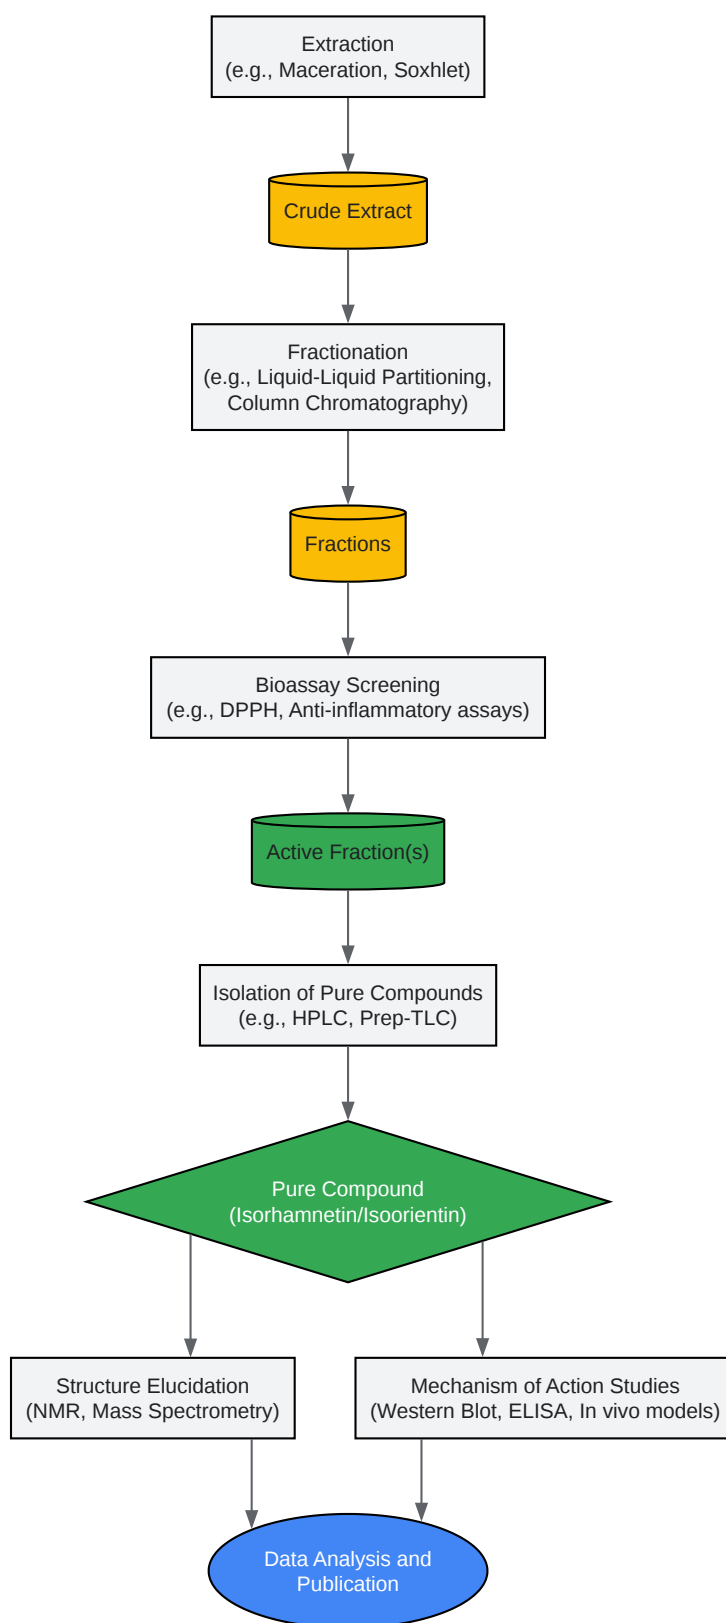 Extraction
(e.g., Maceration, Soxhlet)
Crude Extract
Fractionation
(e.g., Liquid-Liquid Partitioning,
Column Chromatography)
Fractions
Bioassay Screening
(e.g., DPPH, Anti-inflammatory assays)
Active Fraction(s)
Isolation of Pure Compounds
(e.g., HPLC, Prep-TLC)
Pure Compound
(Isorhamnetin/Isoorientin)
Structure Elucidation
(NMR, Mass Spectrometry)
Mechanism of Action Studies
(Western Blot, ELISA, In vivo models)
Data Analysis and
Publication